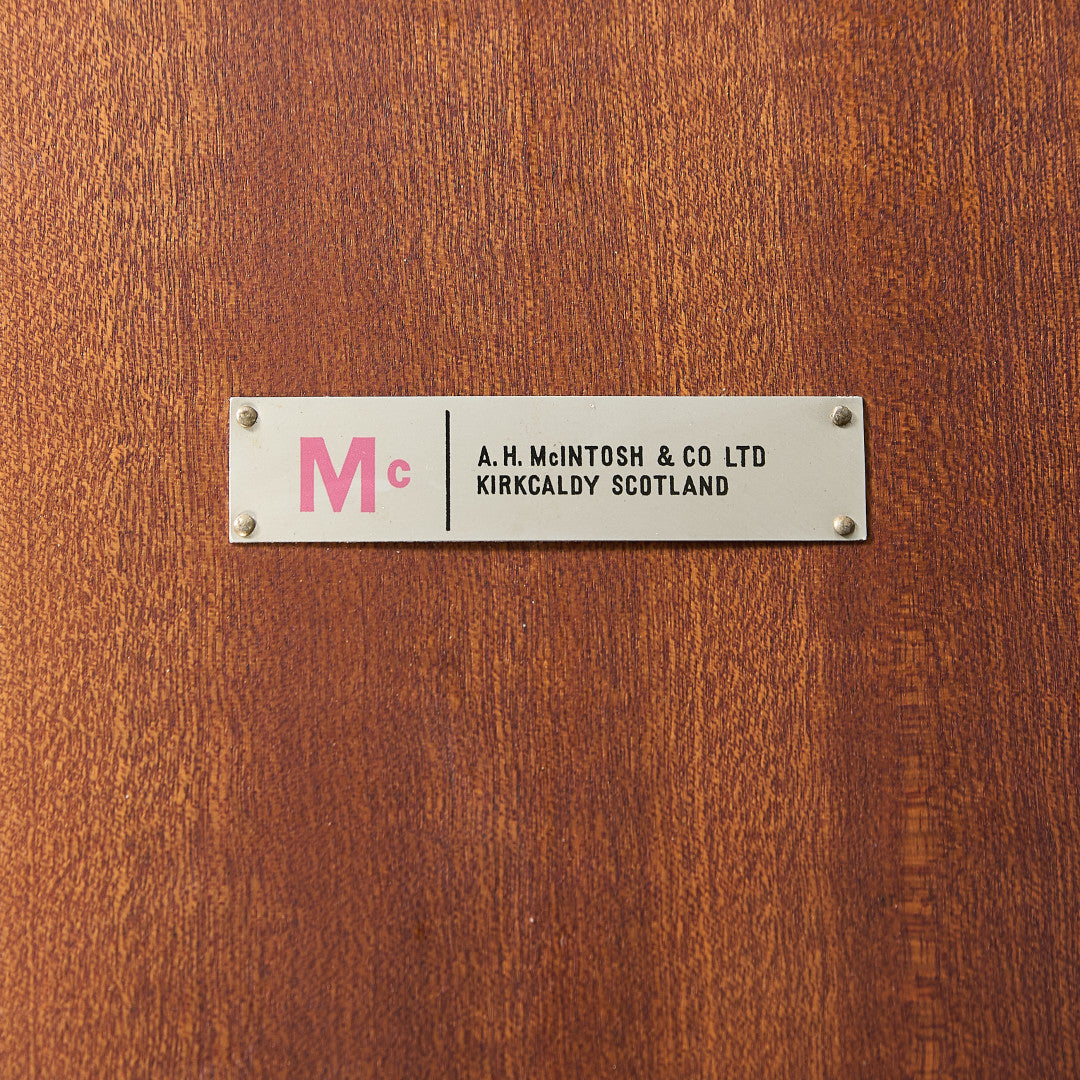 Mc
A.H. McINTOSH & CO LTD
KIRKCALDY SCOTLAND